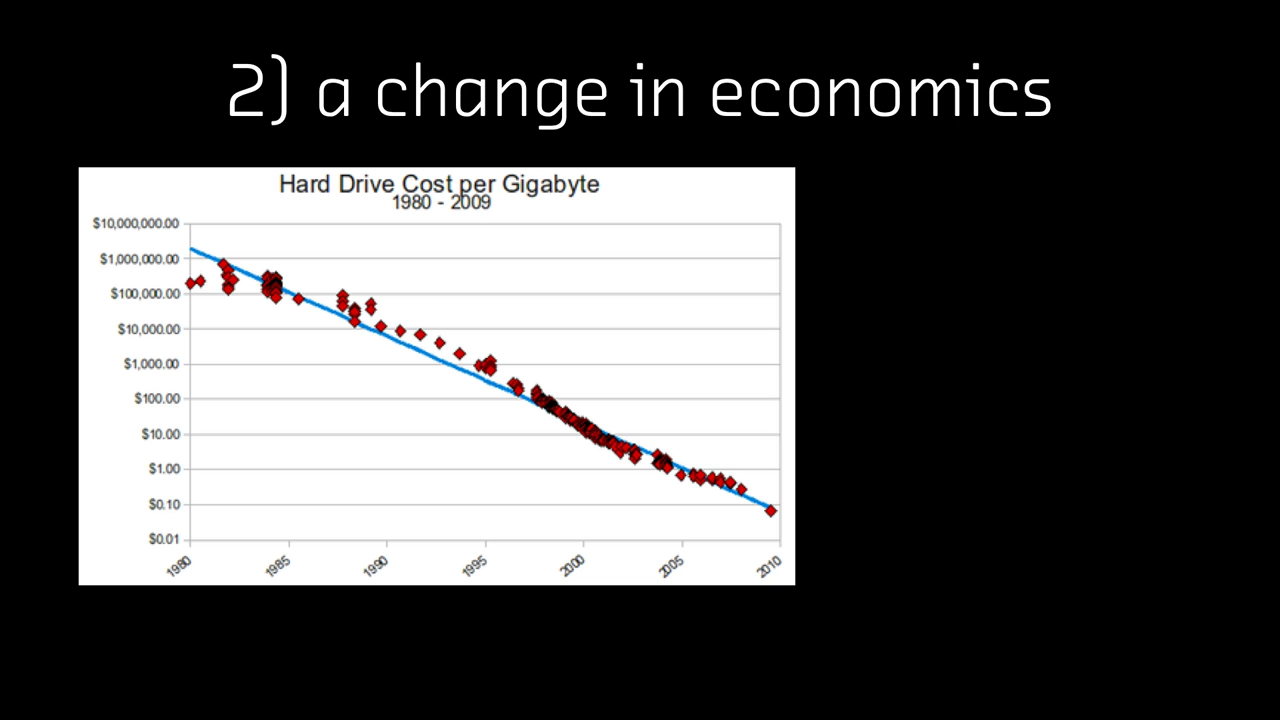 2) a change in economics
Hard Drive Cost per Gigabyte
1980 - 2009
$10,000,000.00
$1,000,000.00
$100,000.00
$10,000.00
$1,000.00
$100.00
$10.00
$1.00
$0.10
$0.01
1980 1985 1990 1995 2000 2005 2010